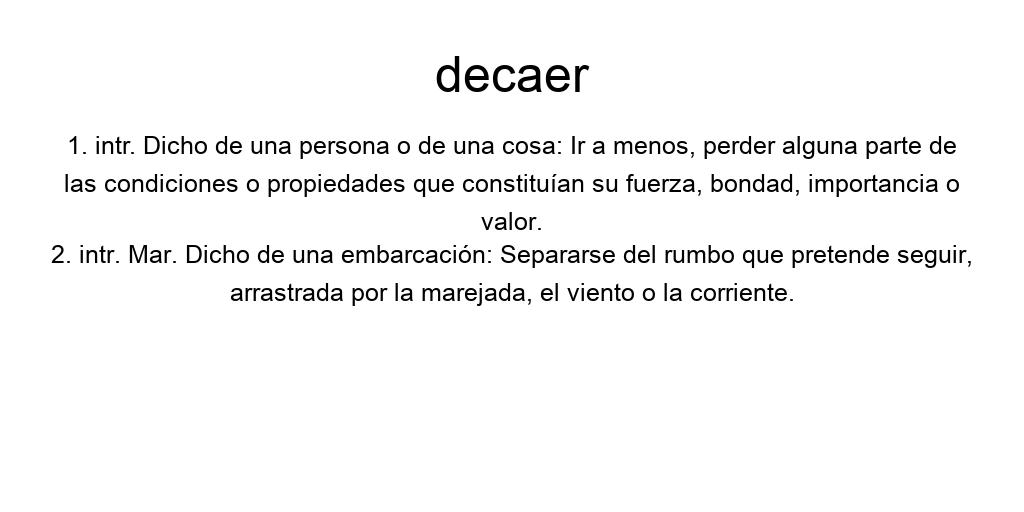 decaer
1. intr. Dicho de una persona o de una cosa: Ir a menos, perder alguna parte de
las condiciones o propiedades que constituían su fuerza, bondad, importancia o
valor.
2. intr. Mar. Dicho de una embarcación: Separarse del rumbo que pretende seguir,
arrastrada por la marejada, el viento o la corriente.